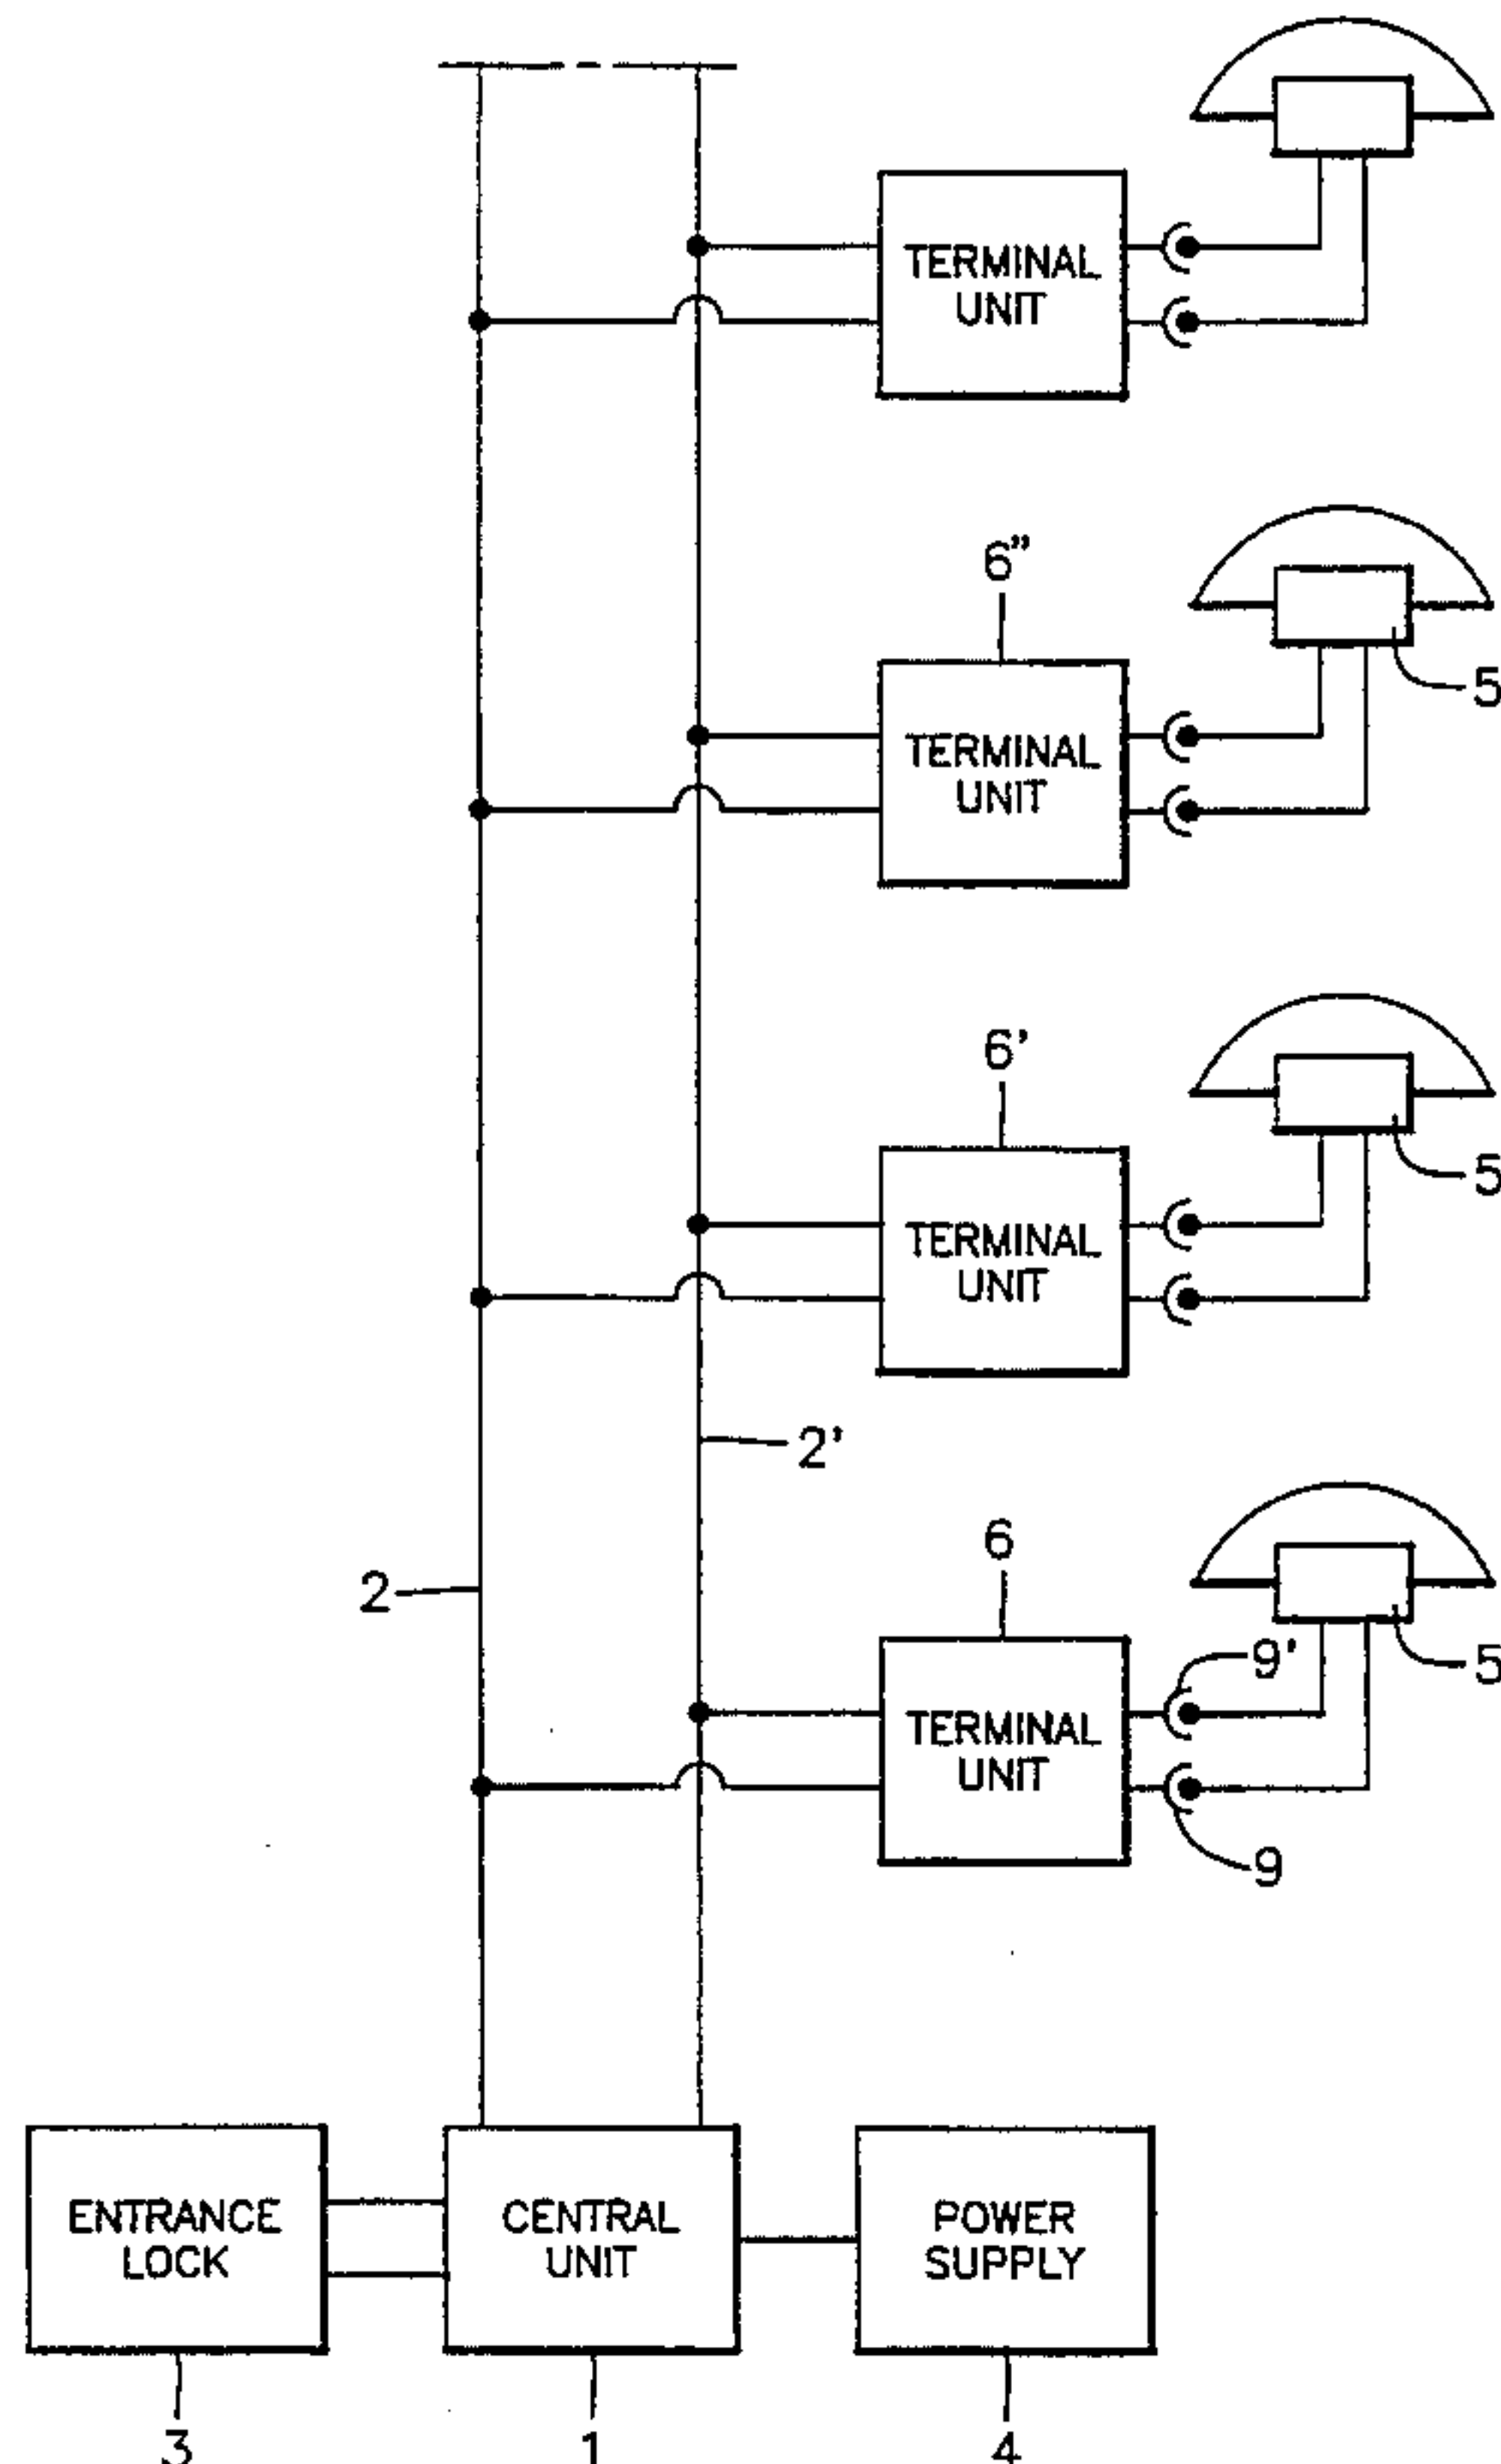 TERMINAL
UNIT
6”
5
TERMINAL
UNIT
6’
5
TERMINAL
UNIT
2’
6
2
9’
5
TERMINAL
UNIT
9
ENTRANCE
LOCK
CENTRAL
UNIT
POWER
SUPPLY
3
1
4